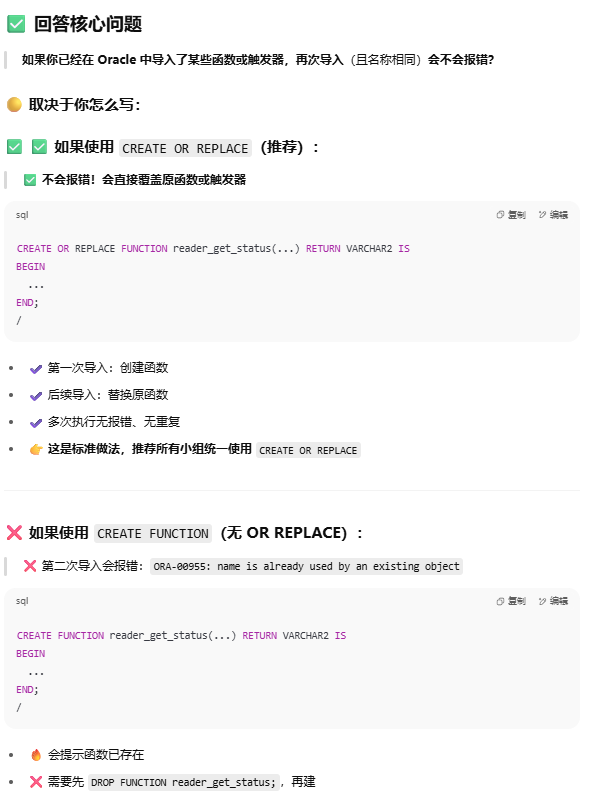 回答核心问题
如果你已经在 Oracle 中导入了某些函数或触发器，再次导入（且名称相同）会不会报错？
取决于你怎么写：
如果使用 CREATE OR REPLACE（推荐）：
不会报错！会直接覆盖原函数或触发器
sql 复制 编辑
CREATE OR REPLACE FUNCTION reader_get_status(...) RETURN VARCHAR2 IS
BEGIN
...
END;
/
第一次导入：创建函数
后续导入：替换原函数
多次执行无报错、无重复
这是标准做法，推荐所有小组统一使用 CREATE OR REPLACE
如果使用 CREATE FUNCTION（无 OR REPLACE）：
第二次导入会报错：ORA-00955: name is already used by an existing object
sql 复制 编辑
CREATE FUNCTION reader_get_status(...) RETURN VARCHAR2 IS
BEGIN
...
END;
/
会提示函数已存在
需要先 DROP FUNCTION reader_get_status;，再建